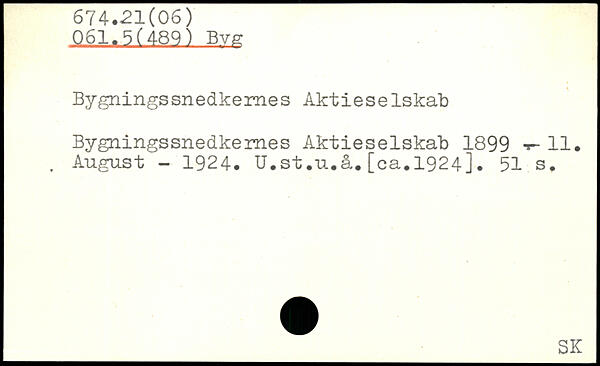 674.21(06)
061.5(489) Byg
Bygningssnedkernes Aktieselskab
Bygningssnedkernes Aktieselskab 1899 - 11.
August - 1924. U.st.u.å.[ca.1924]. 51 s.
SK